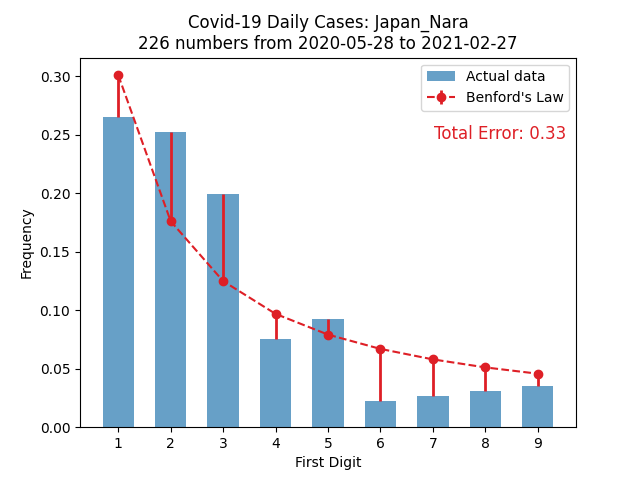 Covid-19 Daily Cases: Japan_Nara
226 numbers from 2020-05-28 to 2021-02-27
Actual data
Benford's Law
Total Error: 0.33
Frequency
0.30
0.25
0.20
0.15
0.10
0.05
0.00
1 2 3 4 5 6 7 8 9
First Digit